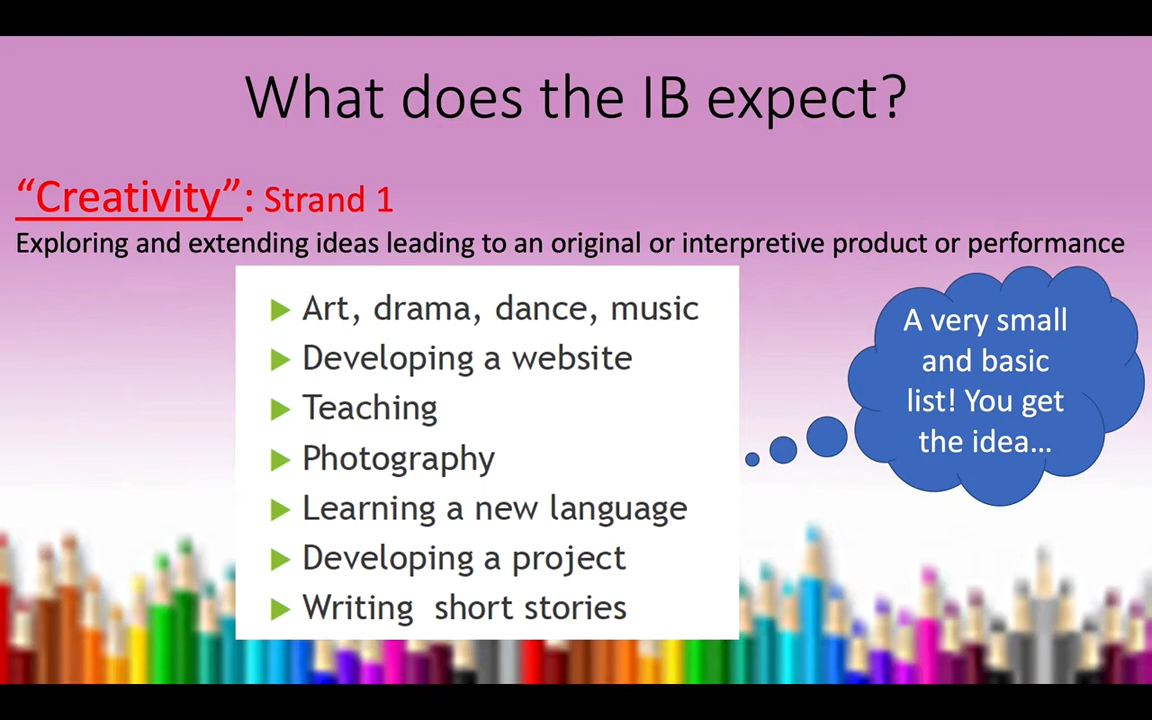 What does the IB expect?
“Creativity”: Strand 1
Exploring and extending ideas leading to an original or interpretive product or performance
Art, drama, dance, music
Developing a website
Teaching
Photography
Learning a new language
Developing a project
Writing  short stories
A very small
and basic
list! You get
the idea...